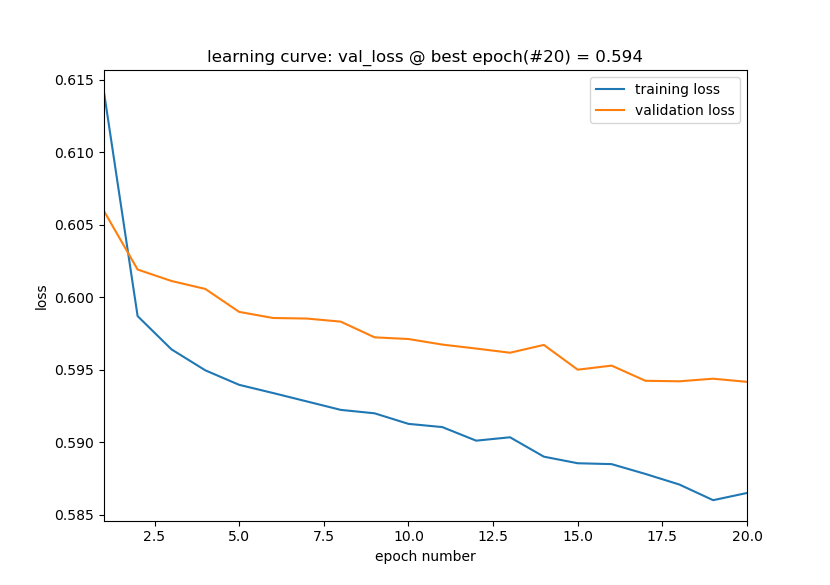 learning curve: val_loss @ best epoch(#20) = 0.594
training loss
validation loss
loss
0.615
0.610
0.605
0.600
0.595
0.590
0.585
2.5 5.0 7.5 10.0 12.5 15.0 17.5 20.0
epoch number